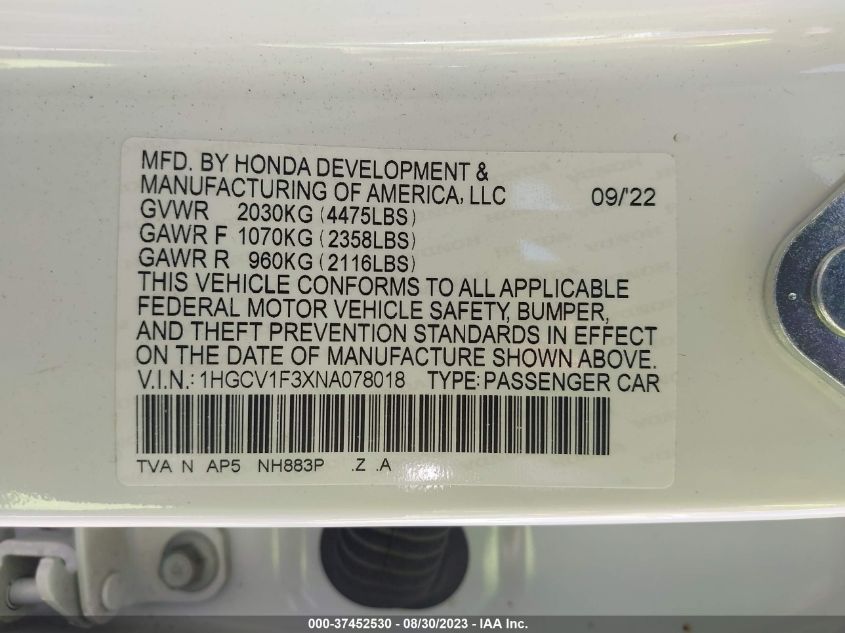 MFD. BY HONDA DEVELOPMENT &
MANUFACTURING OF AMERICA, LLC 09/'22
GVWR 2030KG (4475LBS)
GAWR F 1070KG (2358LBS)
GAWR R 960KG (2116LBS)
THIS VEHICLE CONFORMS TO ALL APPLICABLE
FEDERAL MOTOR VEHICLE SAFETY, BUMPER,
AND THEFT PREVENTION STANDARDS IN EFFECT
ON THE DATE OF MANUFACTURE SHOWN ABOVE.
V.I.N.: 1HGCV1F3XNA078018 TYPE: PASSENGER CAR
TVA N AP5 NH883P .Z .A
000-37452530 - 08/30/2023 - IAA Inc.